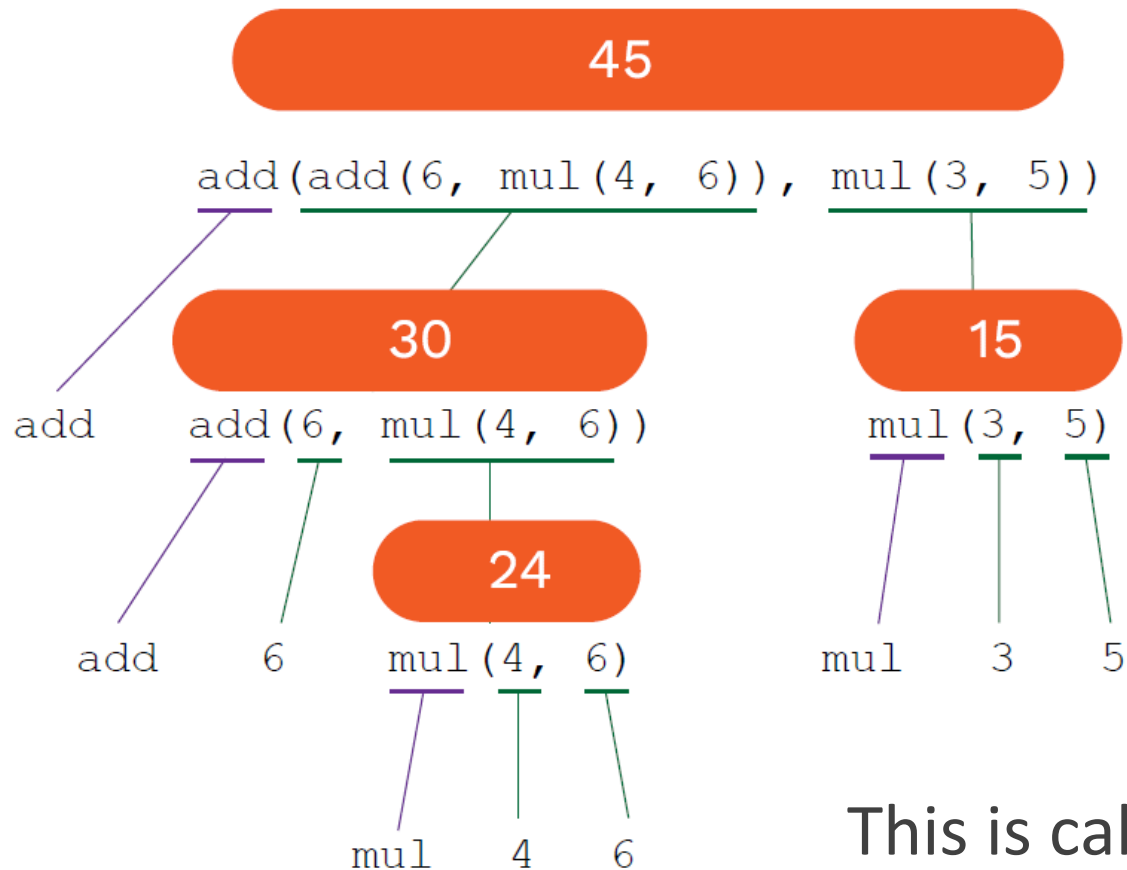 45
add(add(6, mul(4, 6)), mul(3, 5))
30 15
add add(6, mul(4, 6)) mul(3, 5)
24
add 6 mul(4, 6) mul 3 5
mul 4 6
This is cal